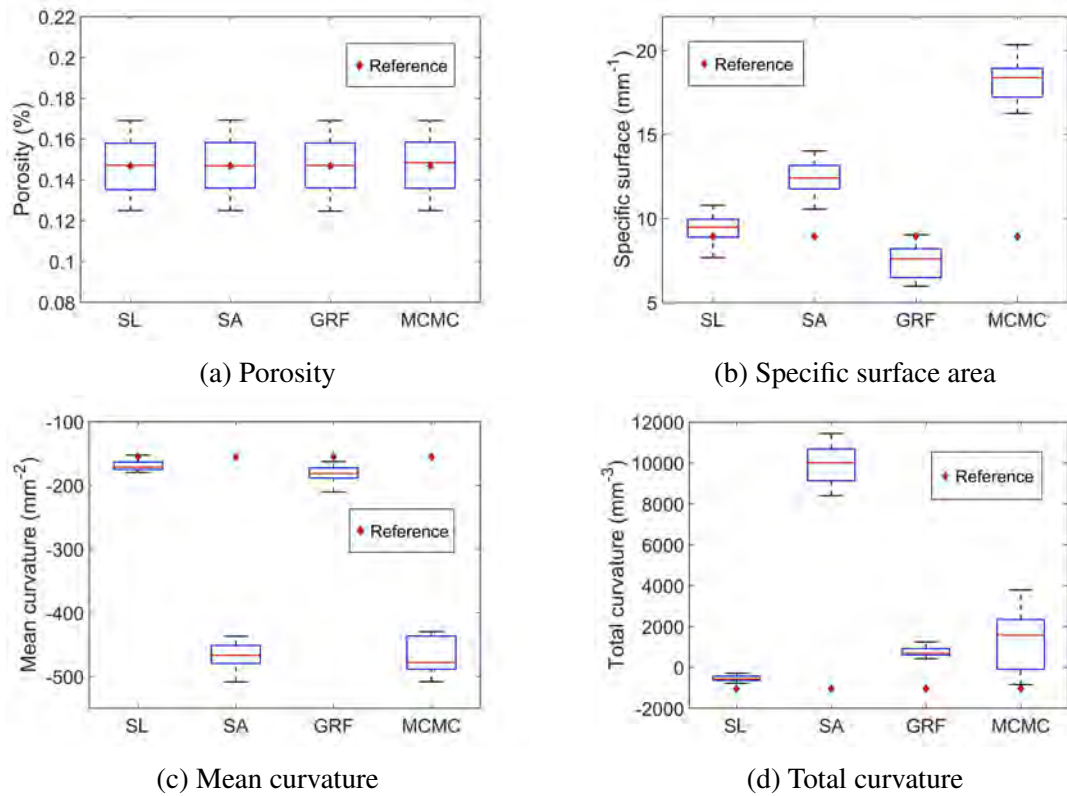 0.22
0.2
0.18
0.16
0.14
0.12
0.1
0.08
Porosity (%)
Reference
SL SA GRF MCMC
(a) Porosity
20
15
10
5
Specific surface (mm⁻¹)
Reference
SL SA GRF MCMC
(b) Specific surface area
-100
-200
-300
-400
-500
Mean curvature (mm⁻²)
Reference
SL SA GRF MCMC
(c) Mean curvature
12000
10000
8000
6000
4000
2000
0
-2000
Total curvature (mm⁻³)
Reference
SL SA GRF MCMC
(d) Total curvature